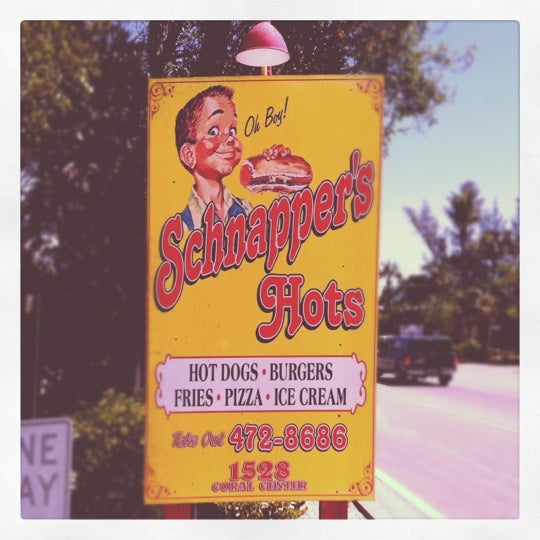 Oh Boy!
Schnapper's
Hots
HOT DOGS • BURGERS
FRIES • PIZZA • ICE CREAM
Take Out 472-8686
1528
CORAL CENTER
NE
AY